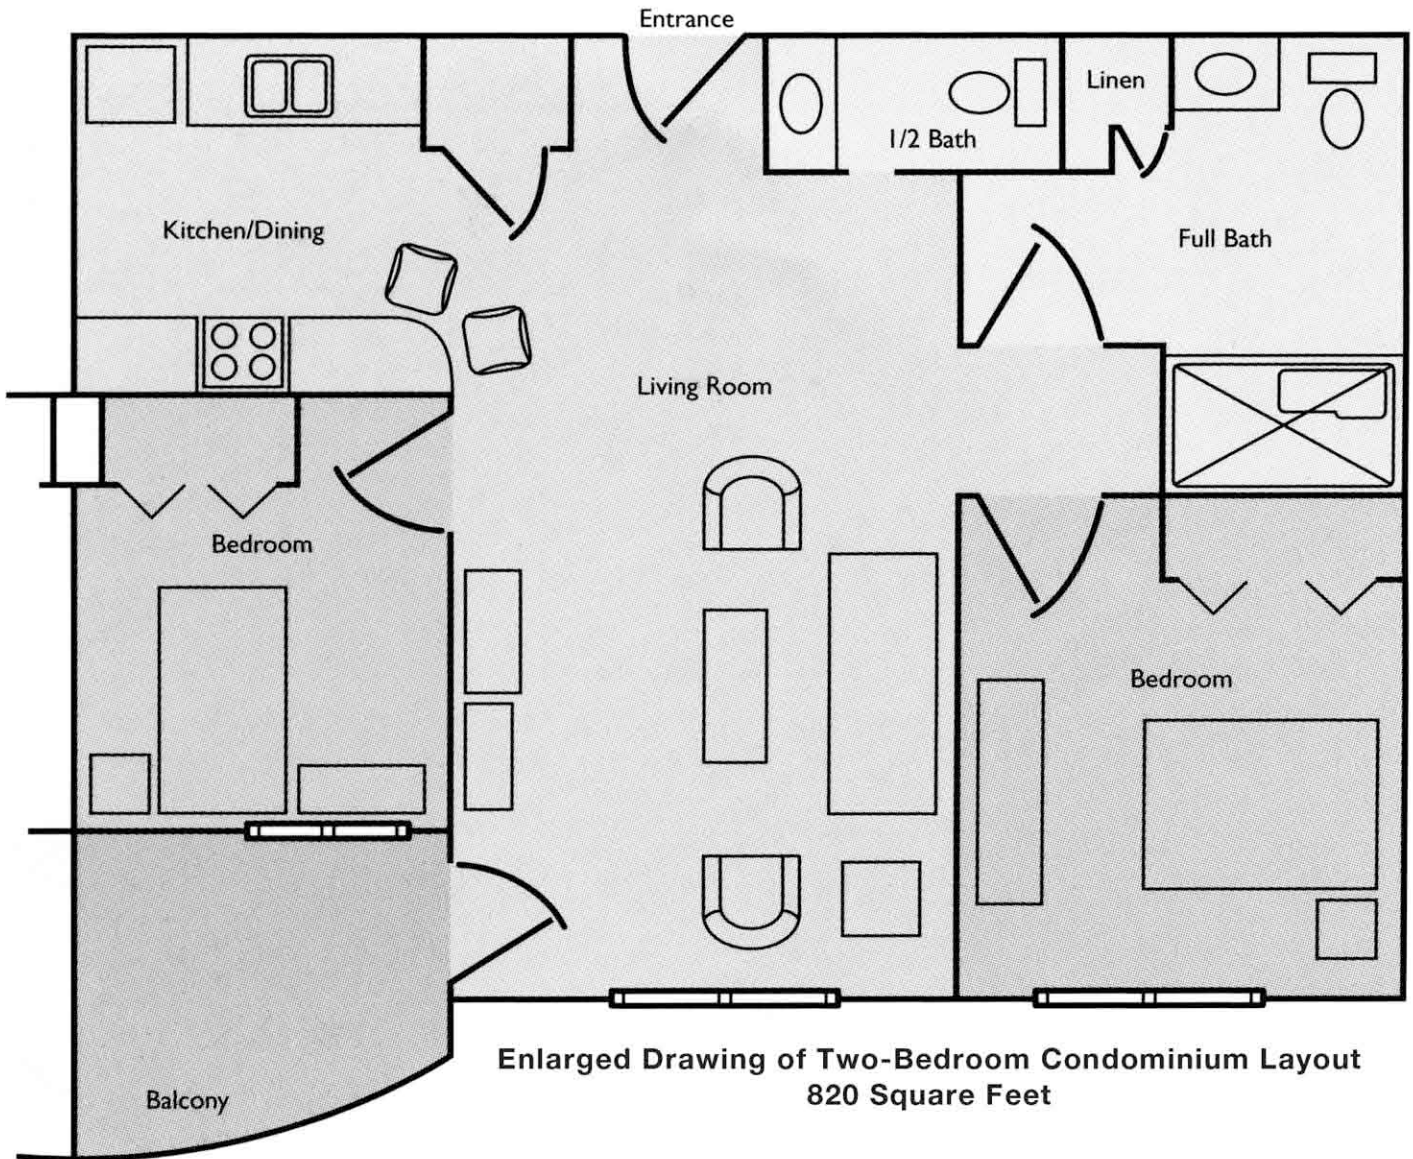 Entrance
Linen
1/2 Bath
Kitchen/Dining
Full Bath
Living Room
Bedroom
Bedroom
Enlarged Drawing of Two-Bedroom Condominium Layout
820 Square Feet
Balcony